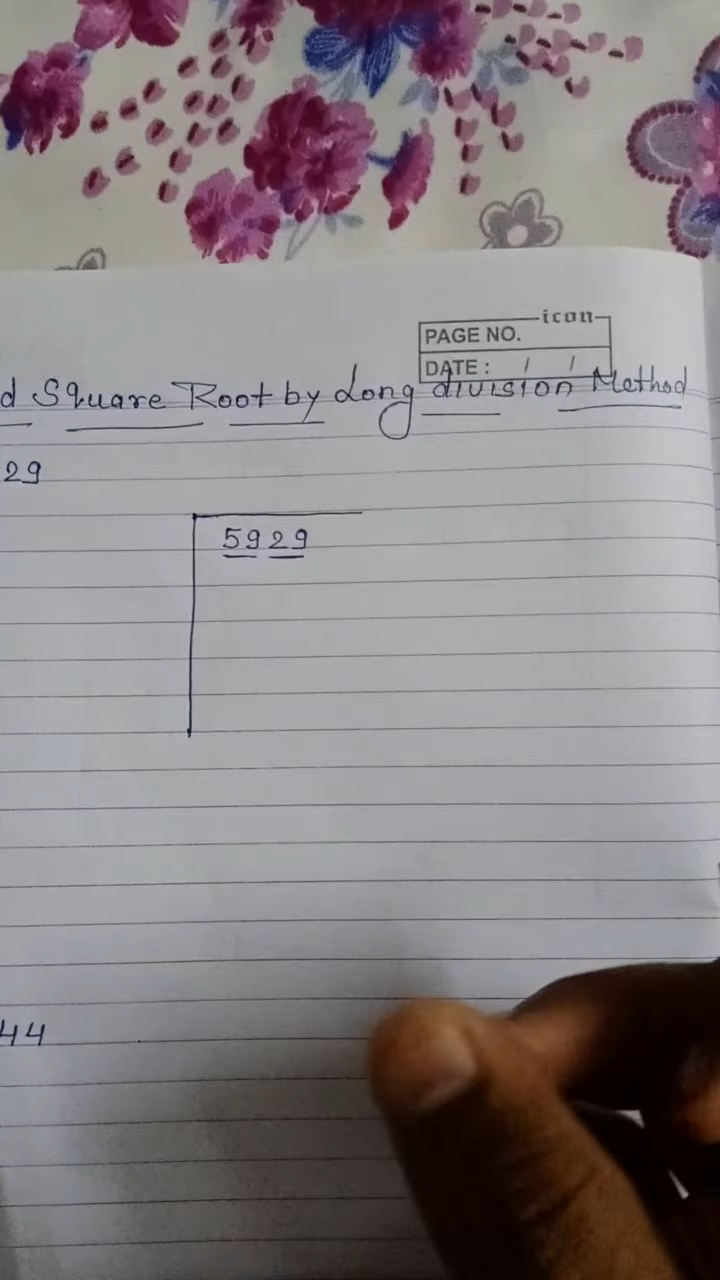 icon
PAGE NO.
DATE : / /
d Square Root by Long division Method
29
5929
44